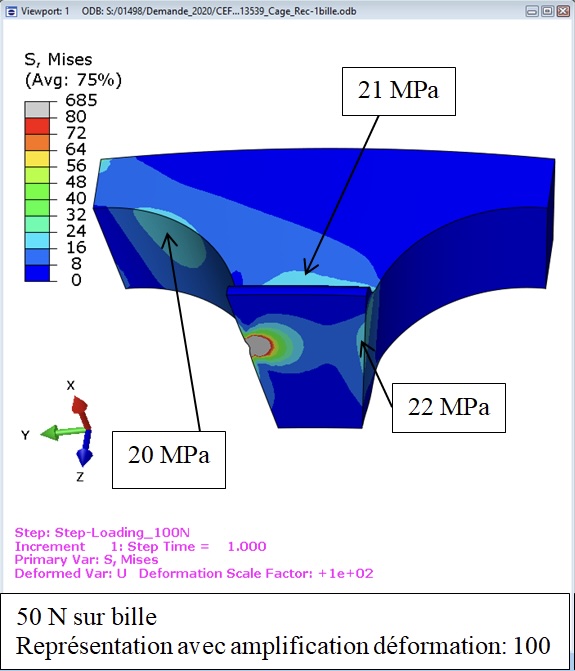 Viewport: 1 ODB: S:/01498/Demande_2020/CEF...13539_Cage_Rec-1bille.odb
S, Mises
(Avg: 75%)
685
80
72
64
56
48
40
32
24
16
8
0
21 MPa
22 MPa
20 MPa
X
Y
Z
Step: Step-Loading_100N
Increment 1: Step Time = 1.000
Primary Var: S, Mises
Deformed Var: U Deformation Scale Factor: +1e+02
50 N sur bille
Représentation avec amplification déformation: 100